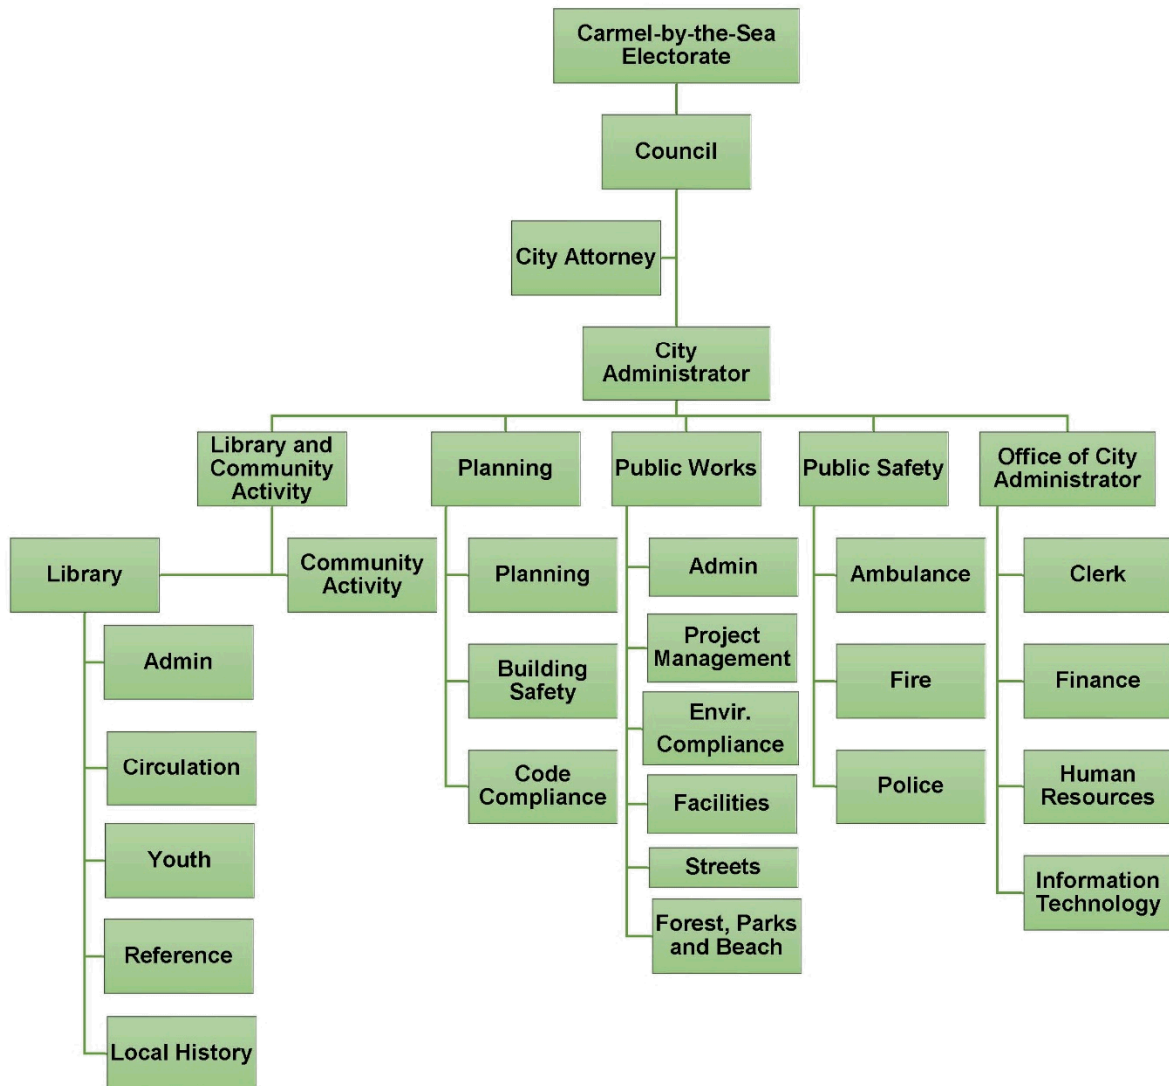 Carmel-by-the-Sea
Electorate
Council
City Attorney
City
Administrator
Library and
Community
Activity
Planning
Public Works
Public Safety
Office of City
Administrator
Library
Community
Activity
Admin
Circulation
Youth
Reference
Local History
Planning
Building
Safety
Code
Compliance
Admin
Project
Management
Envir.
Compliance
Facilities
Streets
Forest, Parks
and Beach
Ambulance
Fire
Police
Clerk
Finance
Human
Resources
Information
Technology